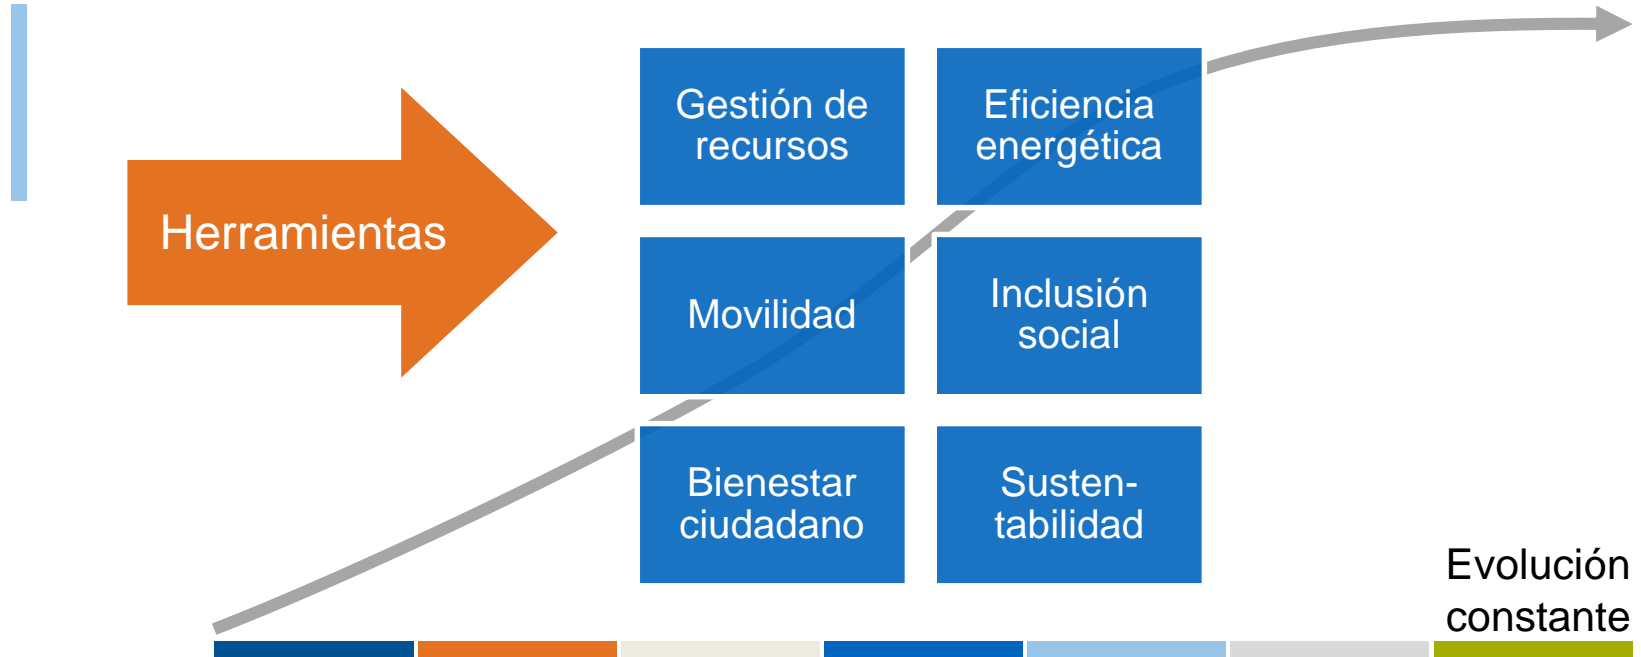 Herramientas
Gestión de
recursos
Eficiencia
energética
Movilidad
Inclusión
social
Bienestar
ciudadano
Susten-
tabilidad
Evolución
constante